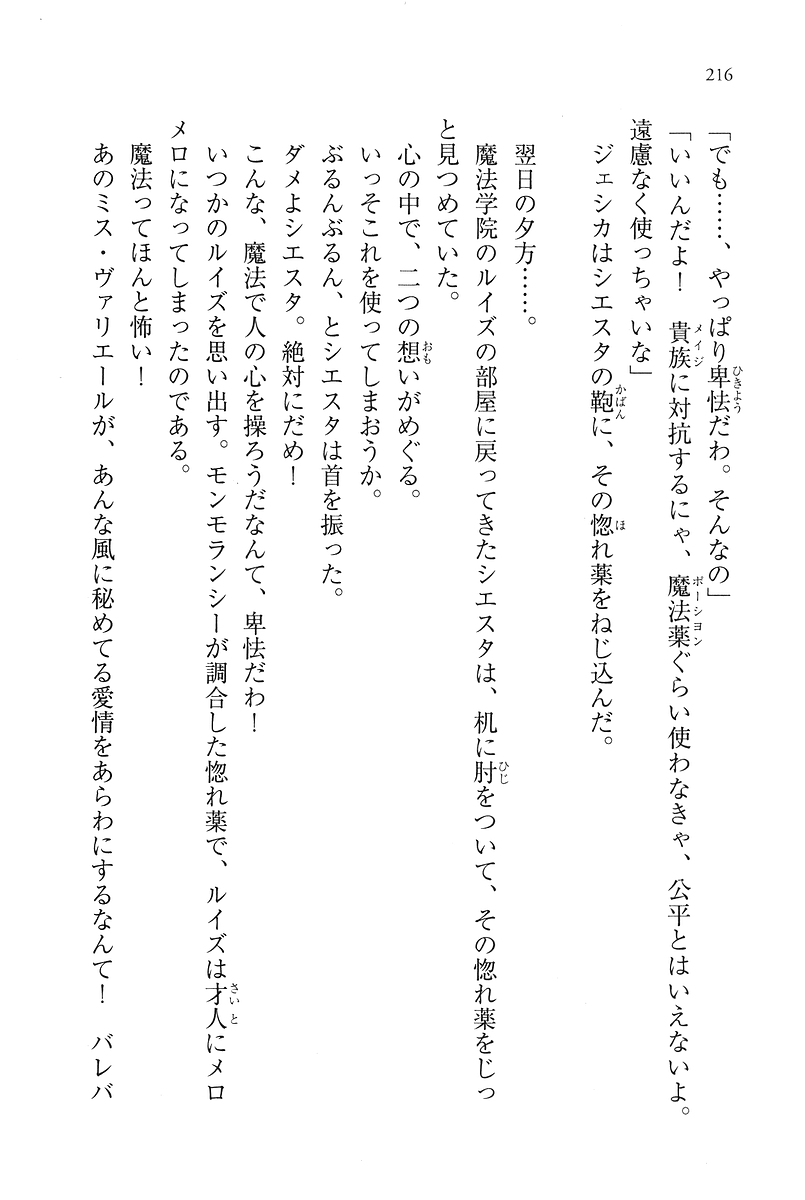 216
「でも……、やっぱり卑怯だわ。そんなの」
「いいんだよ！　貴族に対抗するにゃ、魔法薬ぐらい使わなきゃ、公平とはいえないよ。
遠慮なく使っちゃいな」
ジェシカはシエスタの鞄に、その惚れ薬をねじ込んだ。
翌日の夕方……。
魔法学院のルイズの部屋に戻ってきたシエスタは、机に肘をついて、その惚れ薬をじっ
と見つめていた。
心の中で、二つの想いがめぐる。
いっそこれを使ってしまおうか。
ぶるんぶるん、とシエスタは首を振った。
ダメよシエスタ。絶対にだめ！
こんな、魔法で人の心を操ろうだなんて、卑怯だわ！
いつかのルイズを思い出す。モンモランシーが調合した惚れ薬で、ルイズは才人にメロ
メロになってしまったのである。
魔法ってほんと怖い！
あのミス・ヴァリエールが、あんな風に秘めてる愛情をあらわにするなんて！　バレバ